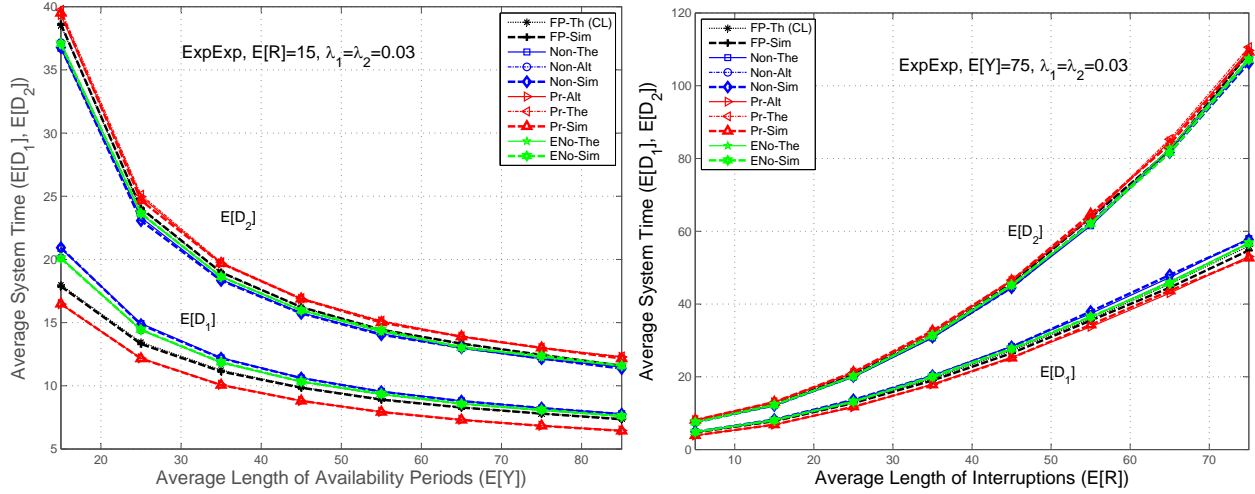 40
35
30
25
20
15
10
5
20
30
40
50
60
70
80
Average System Time (E[D1], E[D2])
Average Length of Availability Periods (E[Y])
ExpExp, E[R]=15, λ1=λ2=0.03
E[D2]
E[D1]
FP-Th (CL)
FP-Sim
Non-The
Non-Alt
Non-Sim
Pr-Alt
Pr-The
Pr-Sim
ENo-The
ENo-Sim
120
100
80
60
40
20
0
10
20
30
40
50
60
70
Average System Time (E[D1], E[D2])
Average Length of Interruptions (E[R])
FP-Th (CL)
FP-Sim
Non-The
Non-Alt
Non-Sim
Pr-Alt
Pr-The
Pr-Sim
ENo-The
ENo-Sim
ExpExp, E[Y]=75, λ1=λ2=0.03
E[D2]
E[D1]